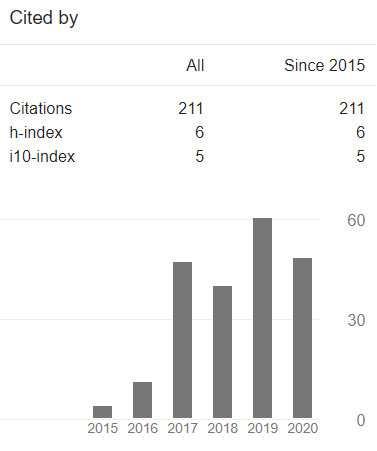 Cited by
All Since 2015
Citations 211 211
h-index 6 6
i10-index 5 5
60
30
0
2015 2016 2017 2018 2019 2020